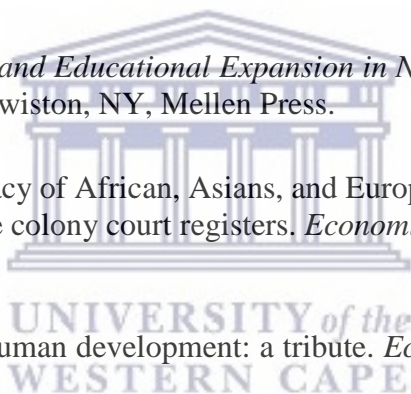 and Educational Expansion in N
wiston, NY, Mellen Press.
acy of African, Asians, and Europ
e colony court registers. Econom
UNIVERSITY of the
uman development: a tribute. Ec
WESTERN CAPE